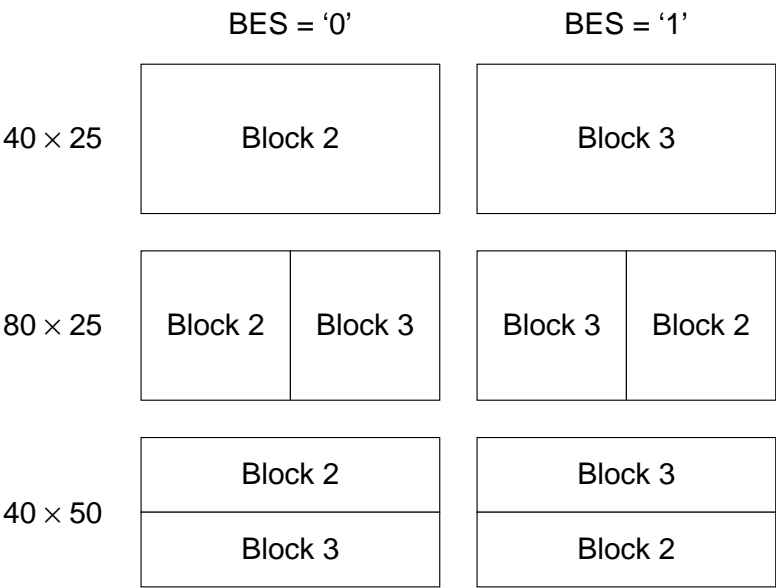 BES = ‘0’ BES = ‘1’
40 × 25 Block 2 Block 3
80 × 25 Block 2 Block 3 Block 3 Block 2
Block 2 Block 3
40 × 50
Block 3 Block 2